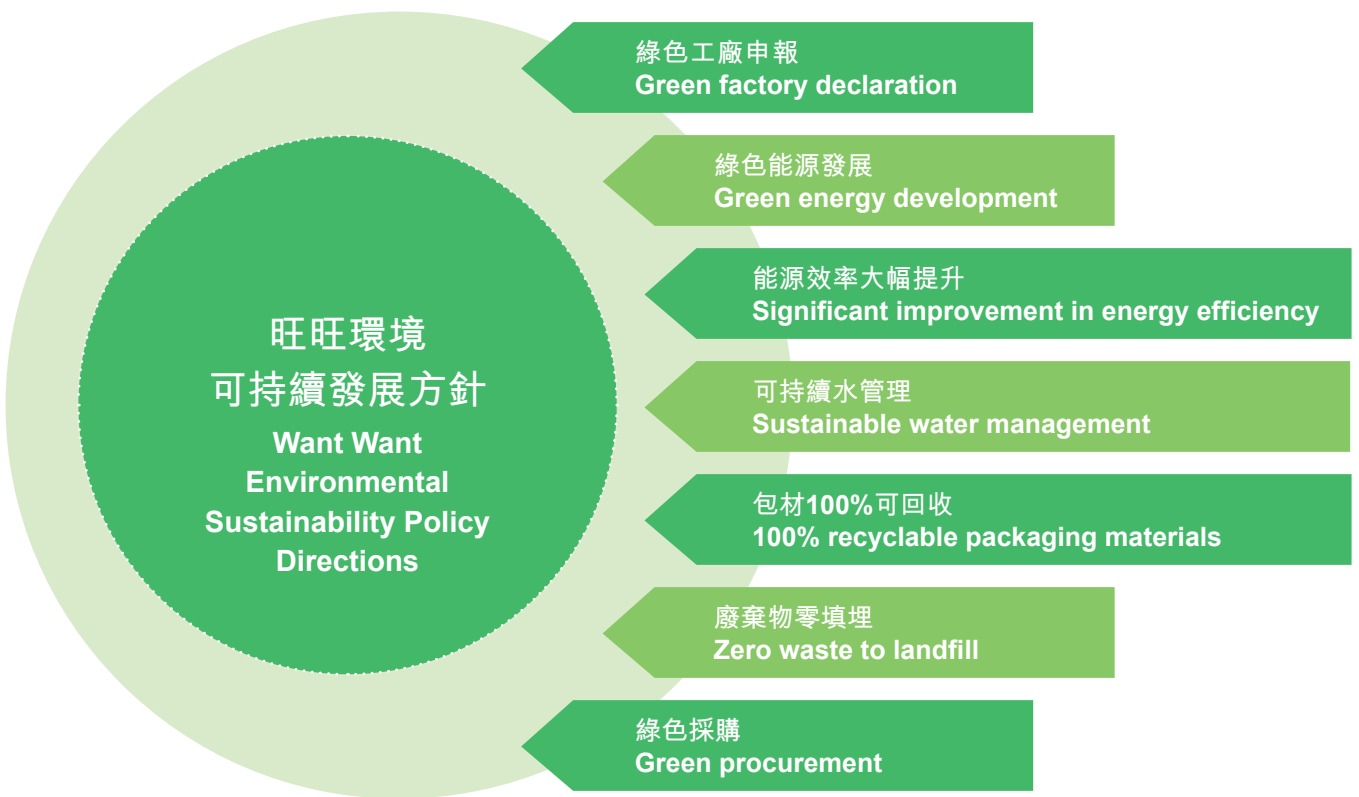 綠色工廠申報
Green factory declaration
綠色能源發展
Green energy development
能源效率大幅提升
Significant improvement in energy efficiency
旺旺環境
可持續發展方針
Want Want
Environmental
Sustainability Policy
Directions
可持續水管理
Sustainable water management
包材100%可回收
100% recyclable packaging materials
廢棄物零填埋
Zero waste to landfill
綠色採購
Green procurement